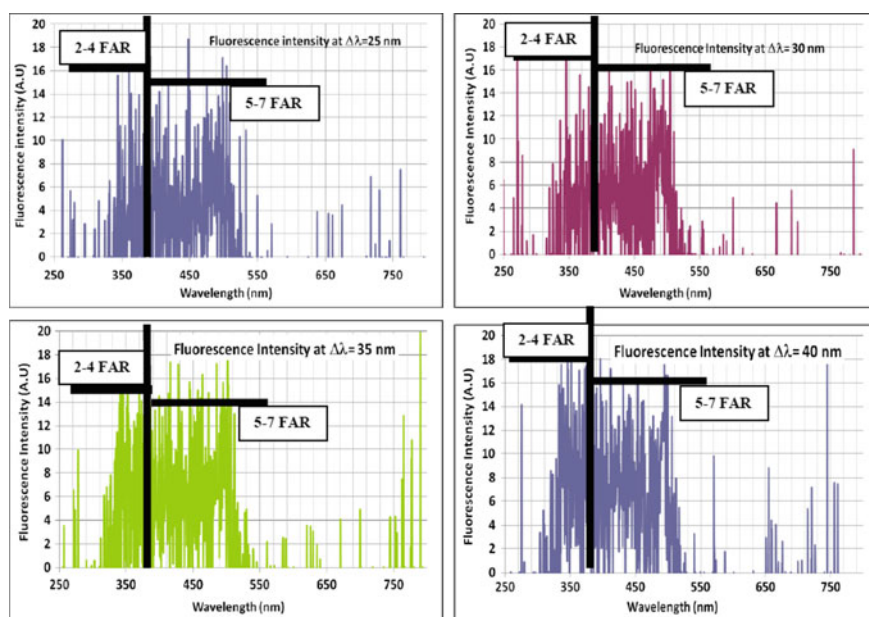 Fluorescence intensity at Δλ=25 nm
2-4 FAR
5-7 FAR
Fluorescence Intensity (A.U)
20
18
16
14
12
10
8
6
4
2
0
250 350 450 550 650 750
Wavelength (nm)
Fluorescence intensity at Δλ= 30 nm
2-4 FAR
5-7 FAR
Fluorescence intensity (A.U)
20
18
16
14
12
10
8
6
4
2
0
250 350 450 550 650 750
Wavelength (nm)
Fluorescence Intensity at Δλ= 35 nm
2-4 FAR
5-7 FAR
Fluorescence Intensity (A.U)
20
18
16
14
12
10
8
6
4
2
0
250 350 450 550 650 750
Wavelength (nm)
Fluorescence Intensity at Δλ= 40 nm
2-4 FAR
5-7 FAR
Fluorescence Intensity (A.U)
20
18
16
14
12
10
8
6
4
2
0
250 350 450 550 650 750
Wavelength (nm)